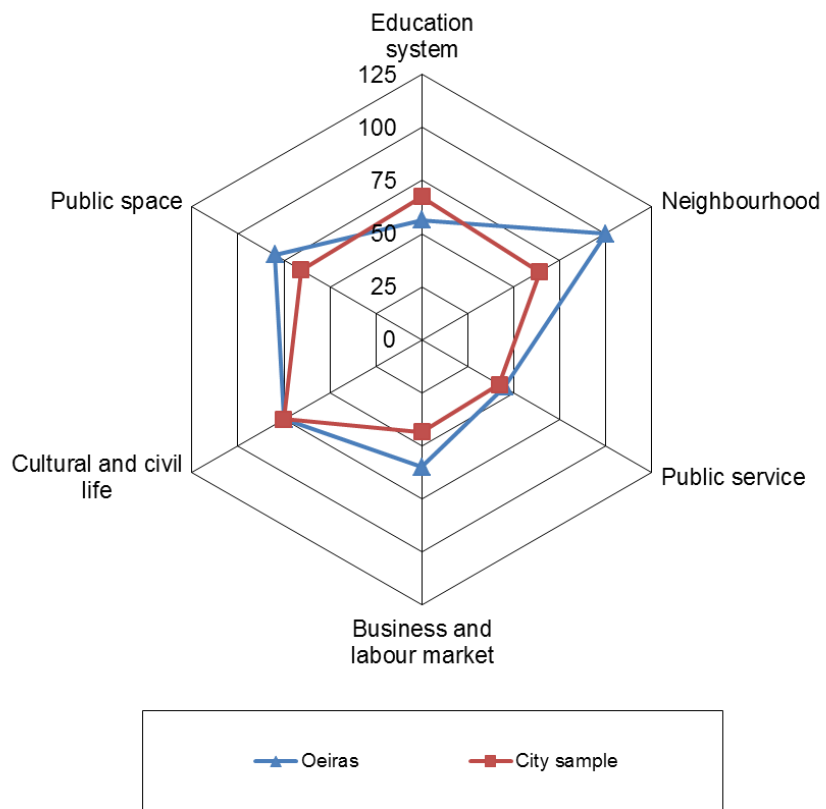 Education
system
125
100
75
50
25
0
Public space
Neighbourhood
Cultural and civil
life
Public service
Business and
labour market
Oeiras
City sample